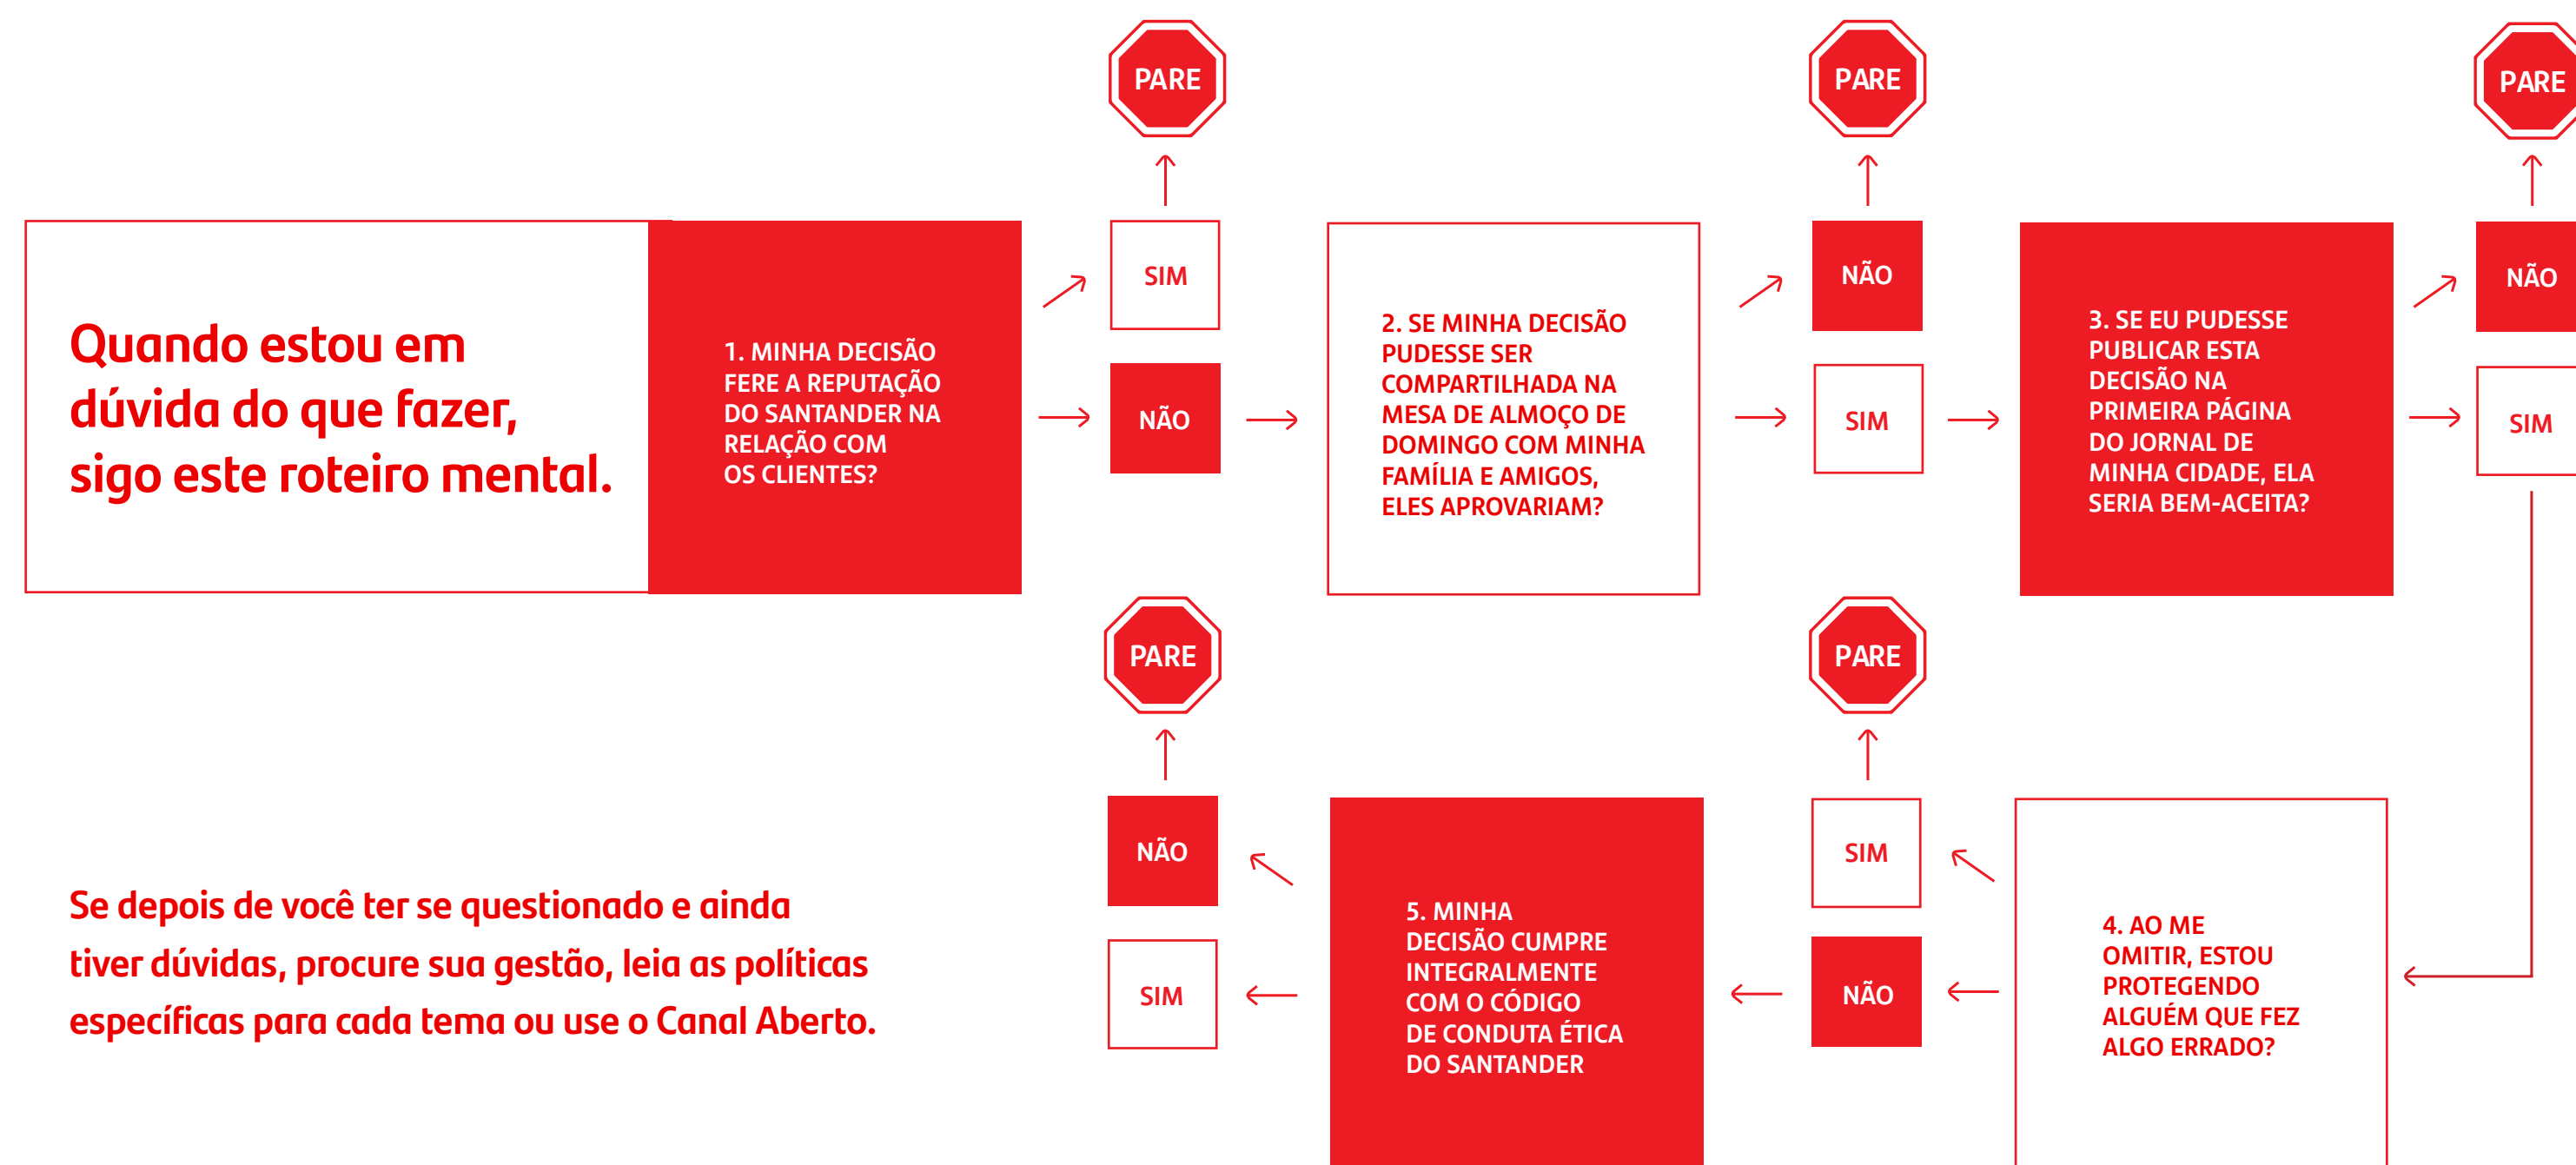 Quando estou em
dúvida do que fazer,
sigo este roteiro mental.
1. MINHA DECISÃO
FERE A REPUTAÇÃO
DO SANTANDER NA
RELAÇÃO COM
OS CLIENTES?
PARE
SIM
NÃO
2. SE MINHA DECISÃO
PUDESSE SER
COMPARTILHADA NA
MESA DE ALMOÇO DE
DOMINGO COM MINHA
FAMÍLIA E AMIGOS,
ELES APROVARIAM?
PARE
NÃO
SIM
3. SE EU PUDESSE
PUBLICAR ESTA
DECISÃO NA
PRIMEIRA PÁGINA
DO JORNAL DE
MINHA CIDADE, ELA
SERIA BEM-ACEITA?
PARE
NÃO
SIM
4. AO ME
OMITIR, ESTOU
PROTEGENDO
ALGUÉM QUE FEZ
ALGO ERRADO?
PARE
SIM
NÃO
5. MINHA
DECISÃO CUMPRE
INTEGRALMENTE
COM O CÓDIGO
DE CONDUTA ÉTICA
DO SANTANDER
PARE
NÃO
SIM
Se depois de você ter se questionado e ainda
tiver dúvidas, procure sua gestão, leia as políticas
específicas para cada tema ou use o Canal Aberto.